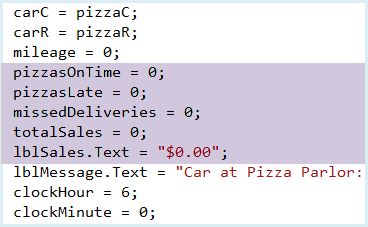 carC = pizzaC;
carR = pizzaR;
mileage = 0;
pizzasOnTime = 0;
pizzasLate = 0;
missedDeliveries = 0;
totalSales = 0;
lblSales.Text = "$0.00";
lblMessage.Text = "Car at Pizza Parlor:
clockHour = 6;
clockMinute = 0;